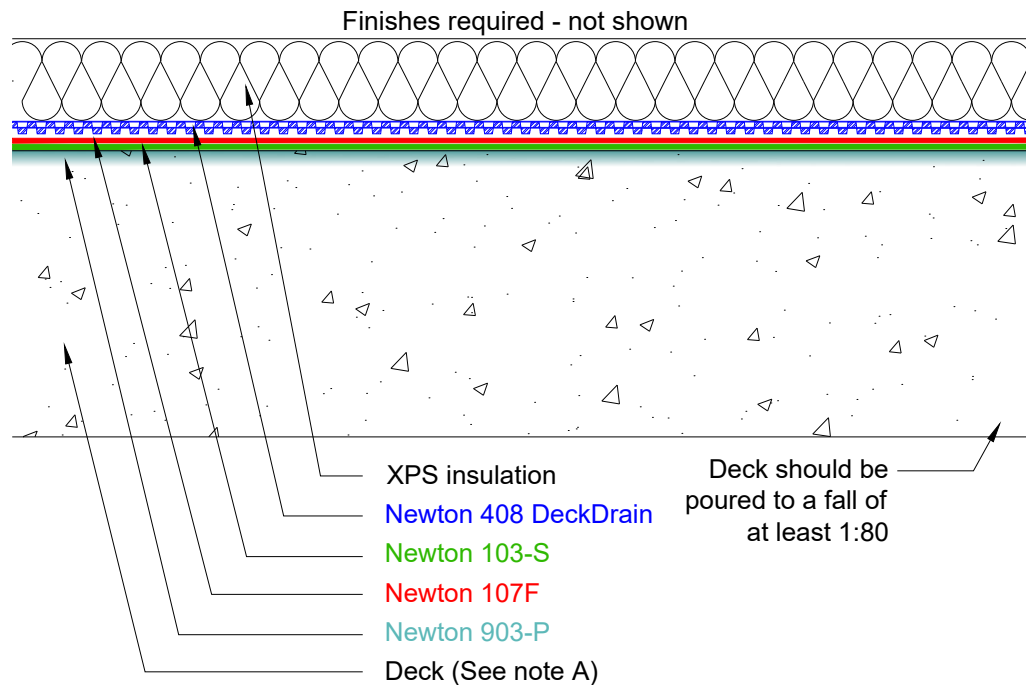 Finishes required - not shown
XPS insulation
Newton 408 DeckDrain
Newton 103-S
Newton 107F
Newton 903-P
Deck (See note A)
Deck should be
poured to a fall of
at least 1:80